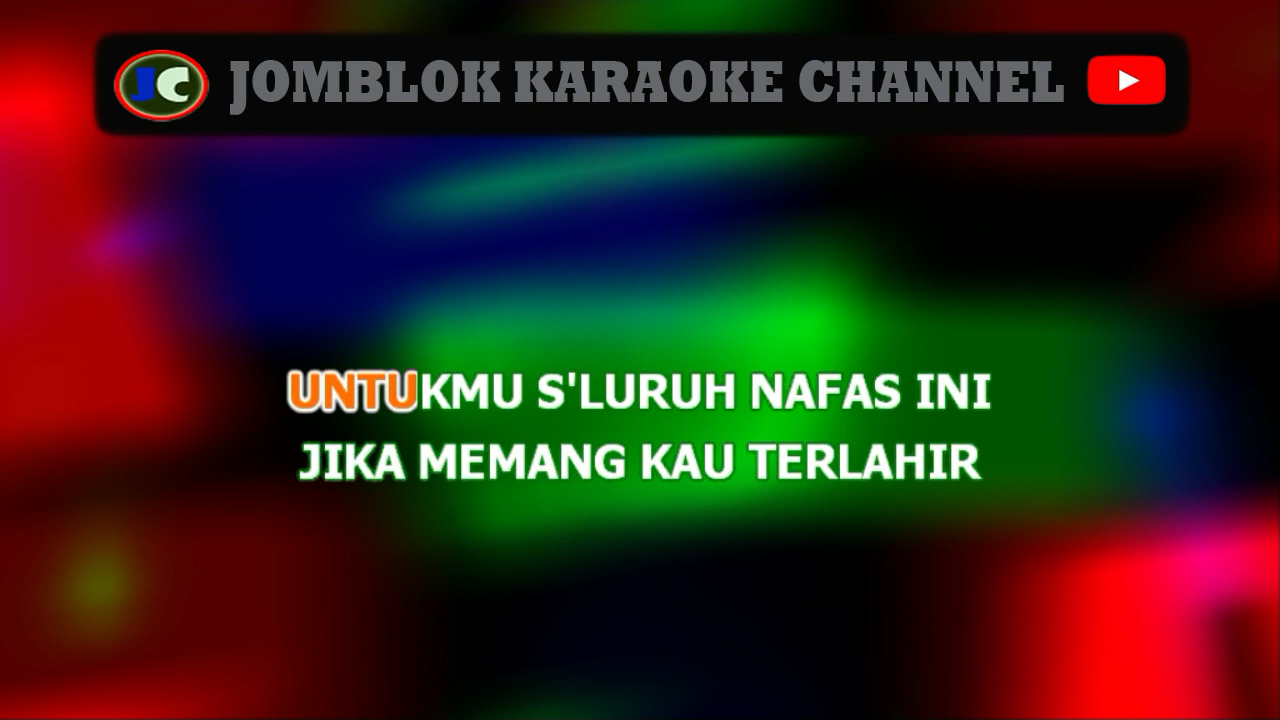 JC JOMBLOK KARAOKE CHANNEL
UNTUKMU S'LURUH NAFAS INI
JIKA MEMANG KAU TERLAHIR